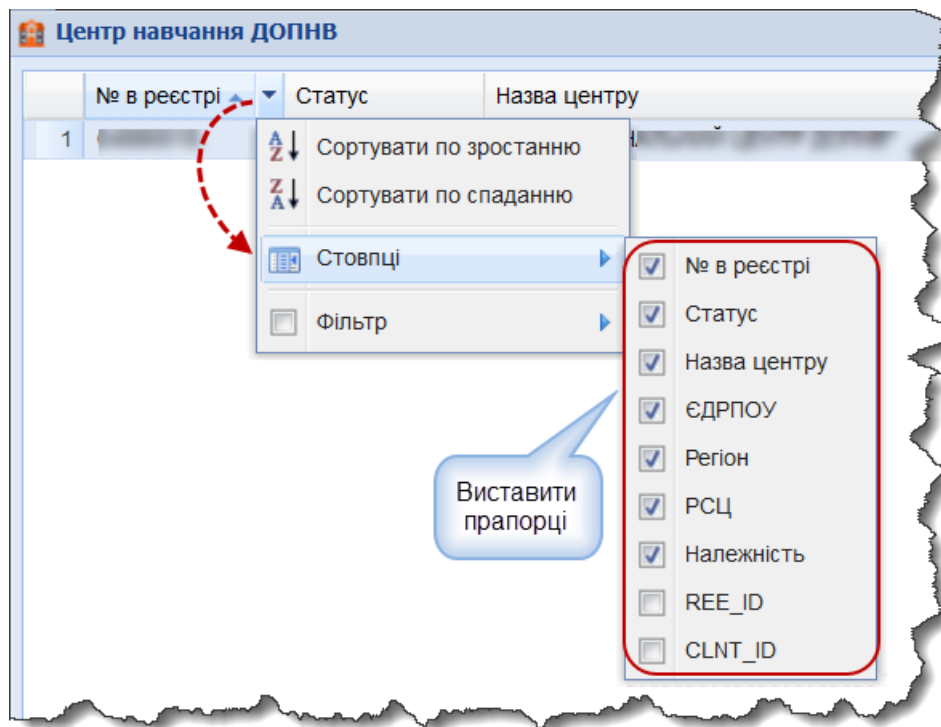 Центр навчання ДОПНВ
№ в реєстрі Статус Назва центру
1
Сортувати по зростанню
Сортувати по спаданню
Стовпці
Фільтр
№ в реєстрі
Статус
Назва центру
ЄДРПОУ
Регіон
РСЦ
Належність
REE_ID
CLNT_ID
Виставити
прапорці